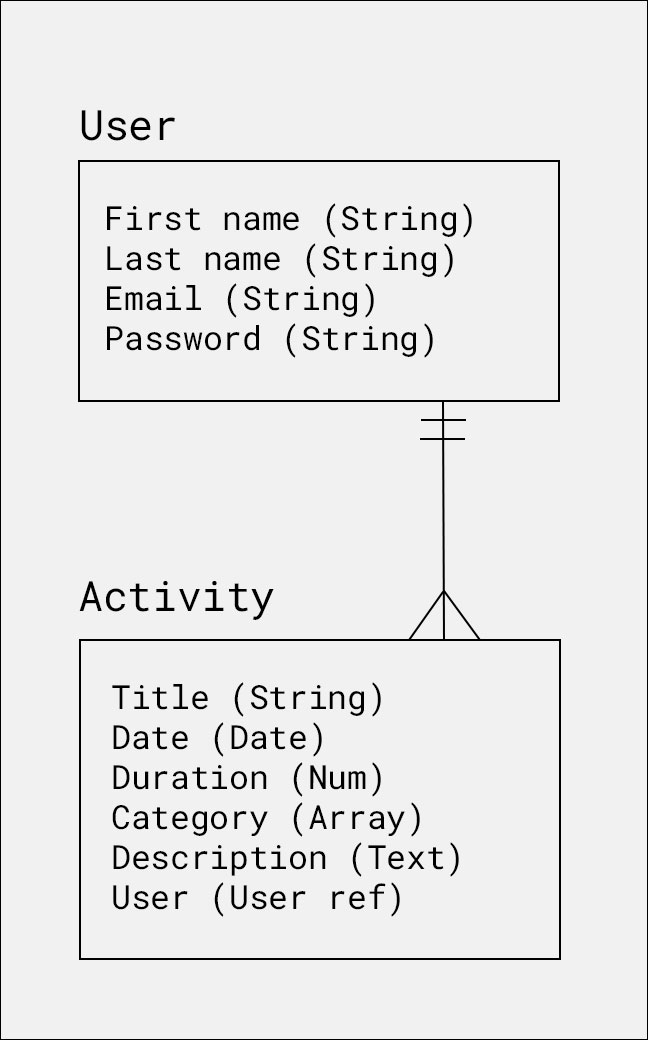 User
First name (String)
Last name (String)
Email (String)
Password (String)
Activity
Title (String)
Date (Date)
Duration (Num)
Category (Array)
Description (Text)
User (User ref)